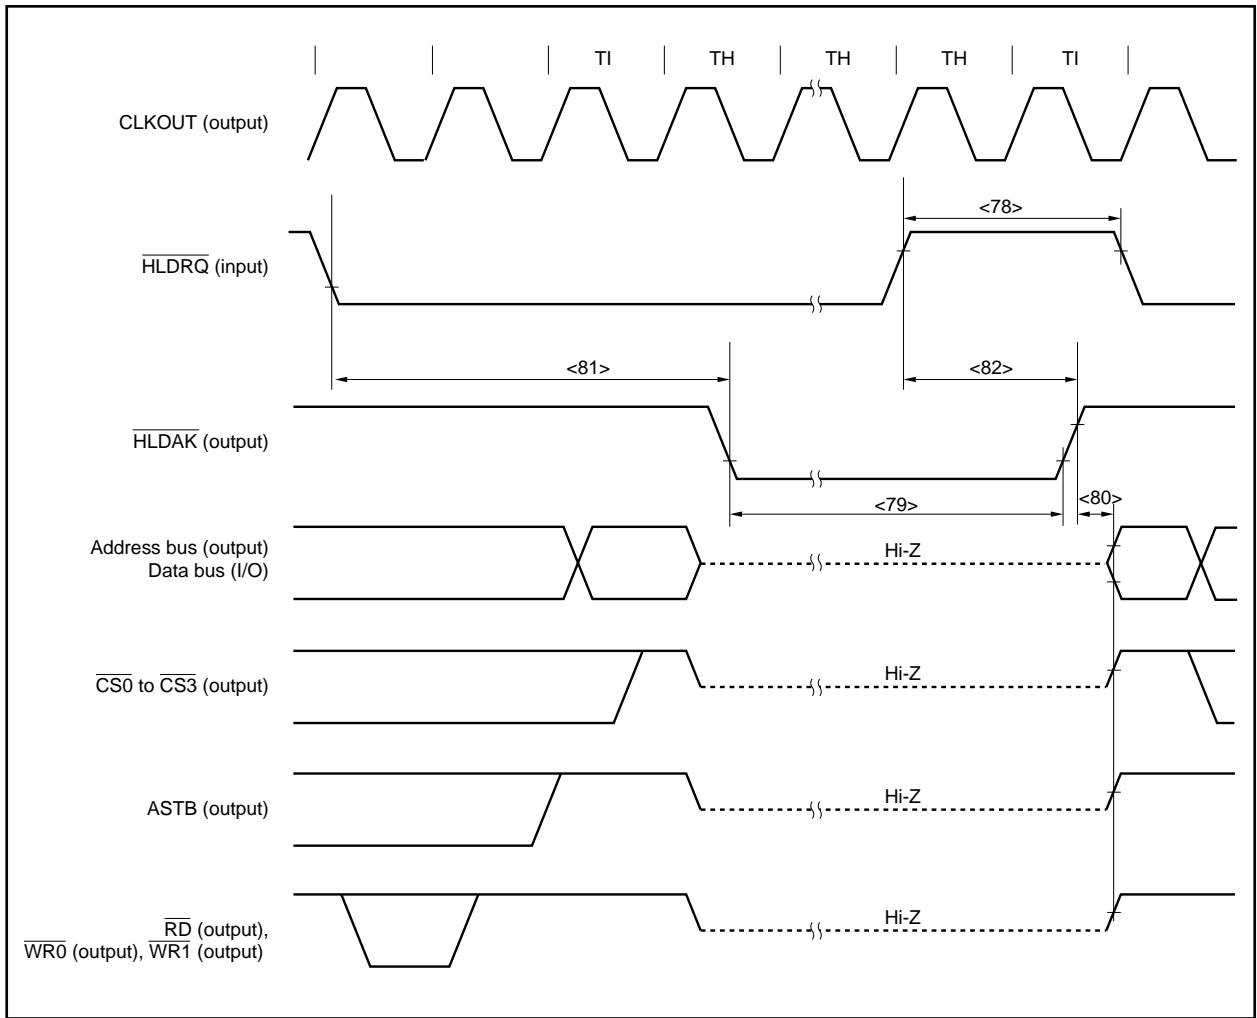 TI TH TH TH TI
CLKOUT (output)
<78>
HLDRQ (input)
<81> <82>
HLDAK (output)
<79> <80>
Address bus (output)
Data bus (I/O)
Hi-Z
CS0 to CS3 (output)
Hi-Z
ASTB (output)
Hi-Z
RD (output),
WR0 (output), WR1 (output)
Hi-Z